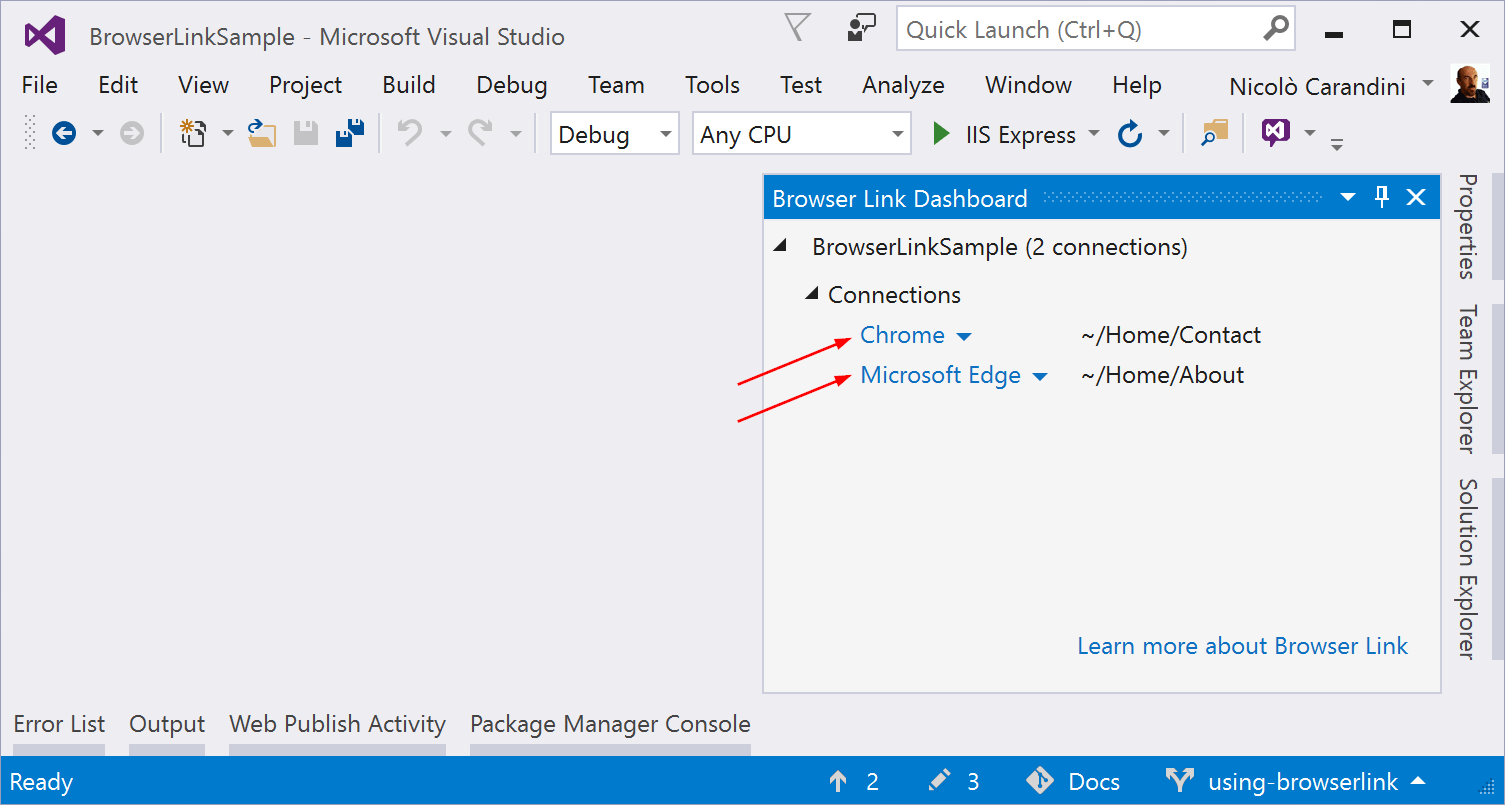 BrowserLinkSample - Microsoft Visual Studio
Quick Launch (Ctrl+Q)
File Edit View Project Build Debug Team Tools Test Analyze Window Help Nicolò Carandini
Debug Any CPU IIS Express
Browser Link Dashboard
BrowserLinkSample (2 connections)
Connections
Chrome ~/Home/Contact
Microsoft Edge ~/Home/About
Learn more about Browser Link
Properties
Team Explorer
Solution Explorer
Error List Output Web Publish Activity Package Manager Console
Ready 2 3 Docs using-browserlink